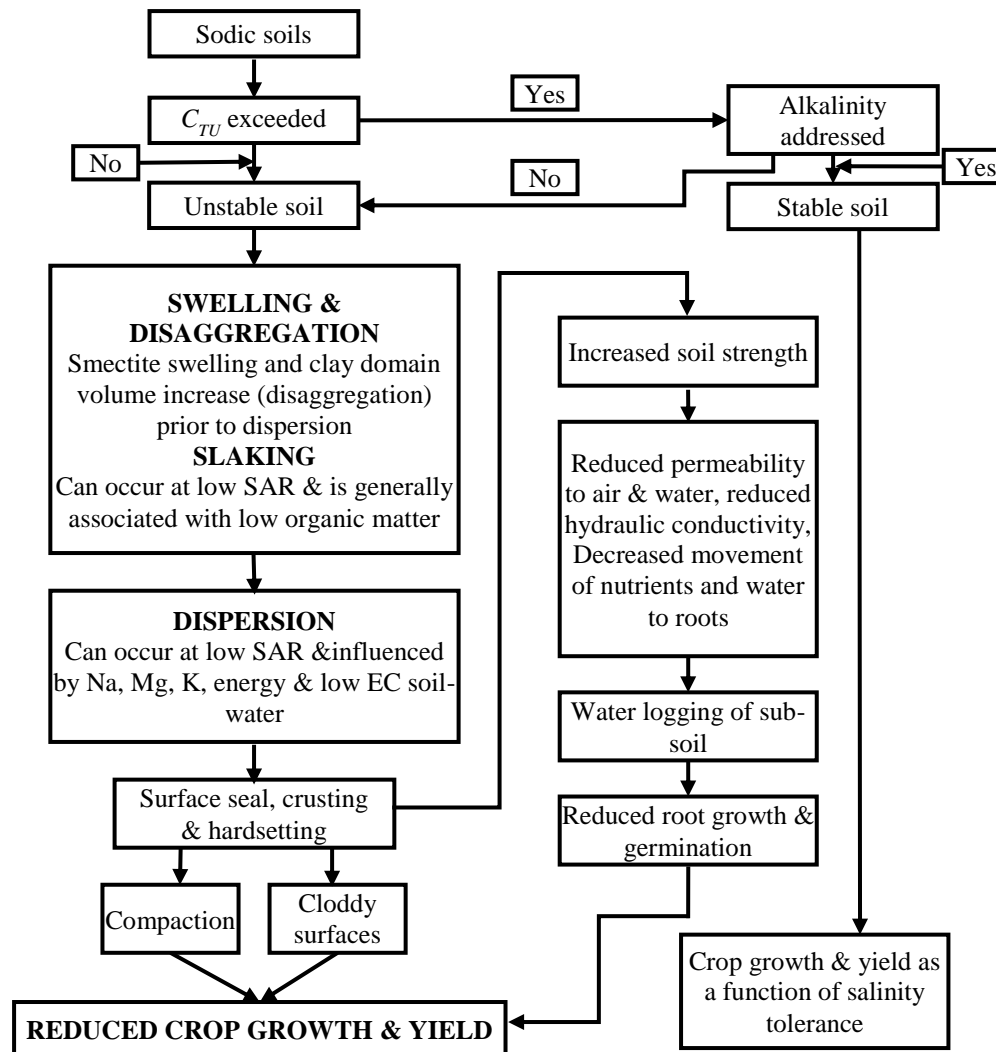 Sodic soils
Yes
C_TU exceeded
Alkalinity
addressed
No
No
Yes
Unstable soil
Stable soil
SWELLING &
DISAGGREGATION
Smectite swelling and clay domain
volume increase (disaggregation)
prior to dispersion
SLAKING
Can occur at low SAR & is generally
associated with low organic matter
DISPERSION
Can occur at low SAR &influenced
by Na, Mg, K, energy & low EC soil-
water
Surface seal, crusting
& hardsetting
Compaction
Cloddy
surfaces
Increased soil strength
Reduced permeability
to air & water, reduced
hydraulic conductivity,
Decreased movement
of nutrients and water
to roots
Water logging of sub-
soil
Reduced root growth &
germination
REDUCED CROP GROWTH & YIELD
Crop growth & yield as
a function of salinity
tolerance